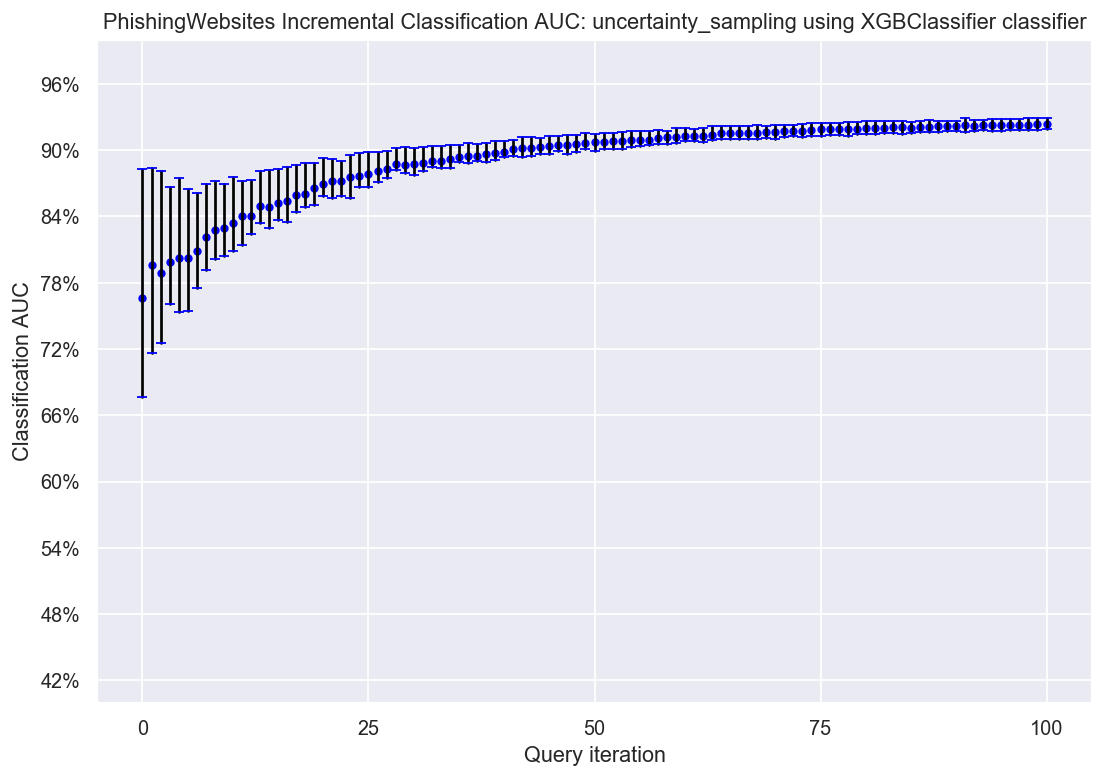 PhishingWebsites Incremental Classification AUC: uncertainty_sampling using XGBClassifier classifier
96%
90%
84%
78%
72%
66%
60%
54%
48%
42%
Classification AUC
0 25 50 75 100
Query iteration